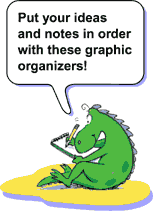 Put your ideas
and notes in order
with these graphic
organizers!